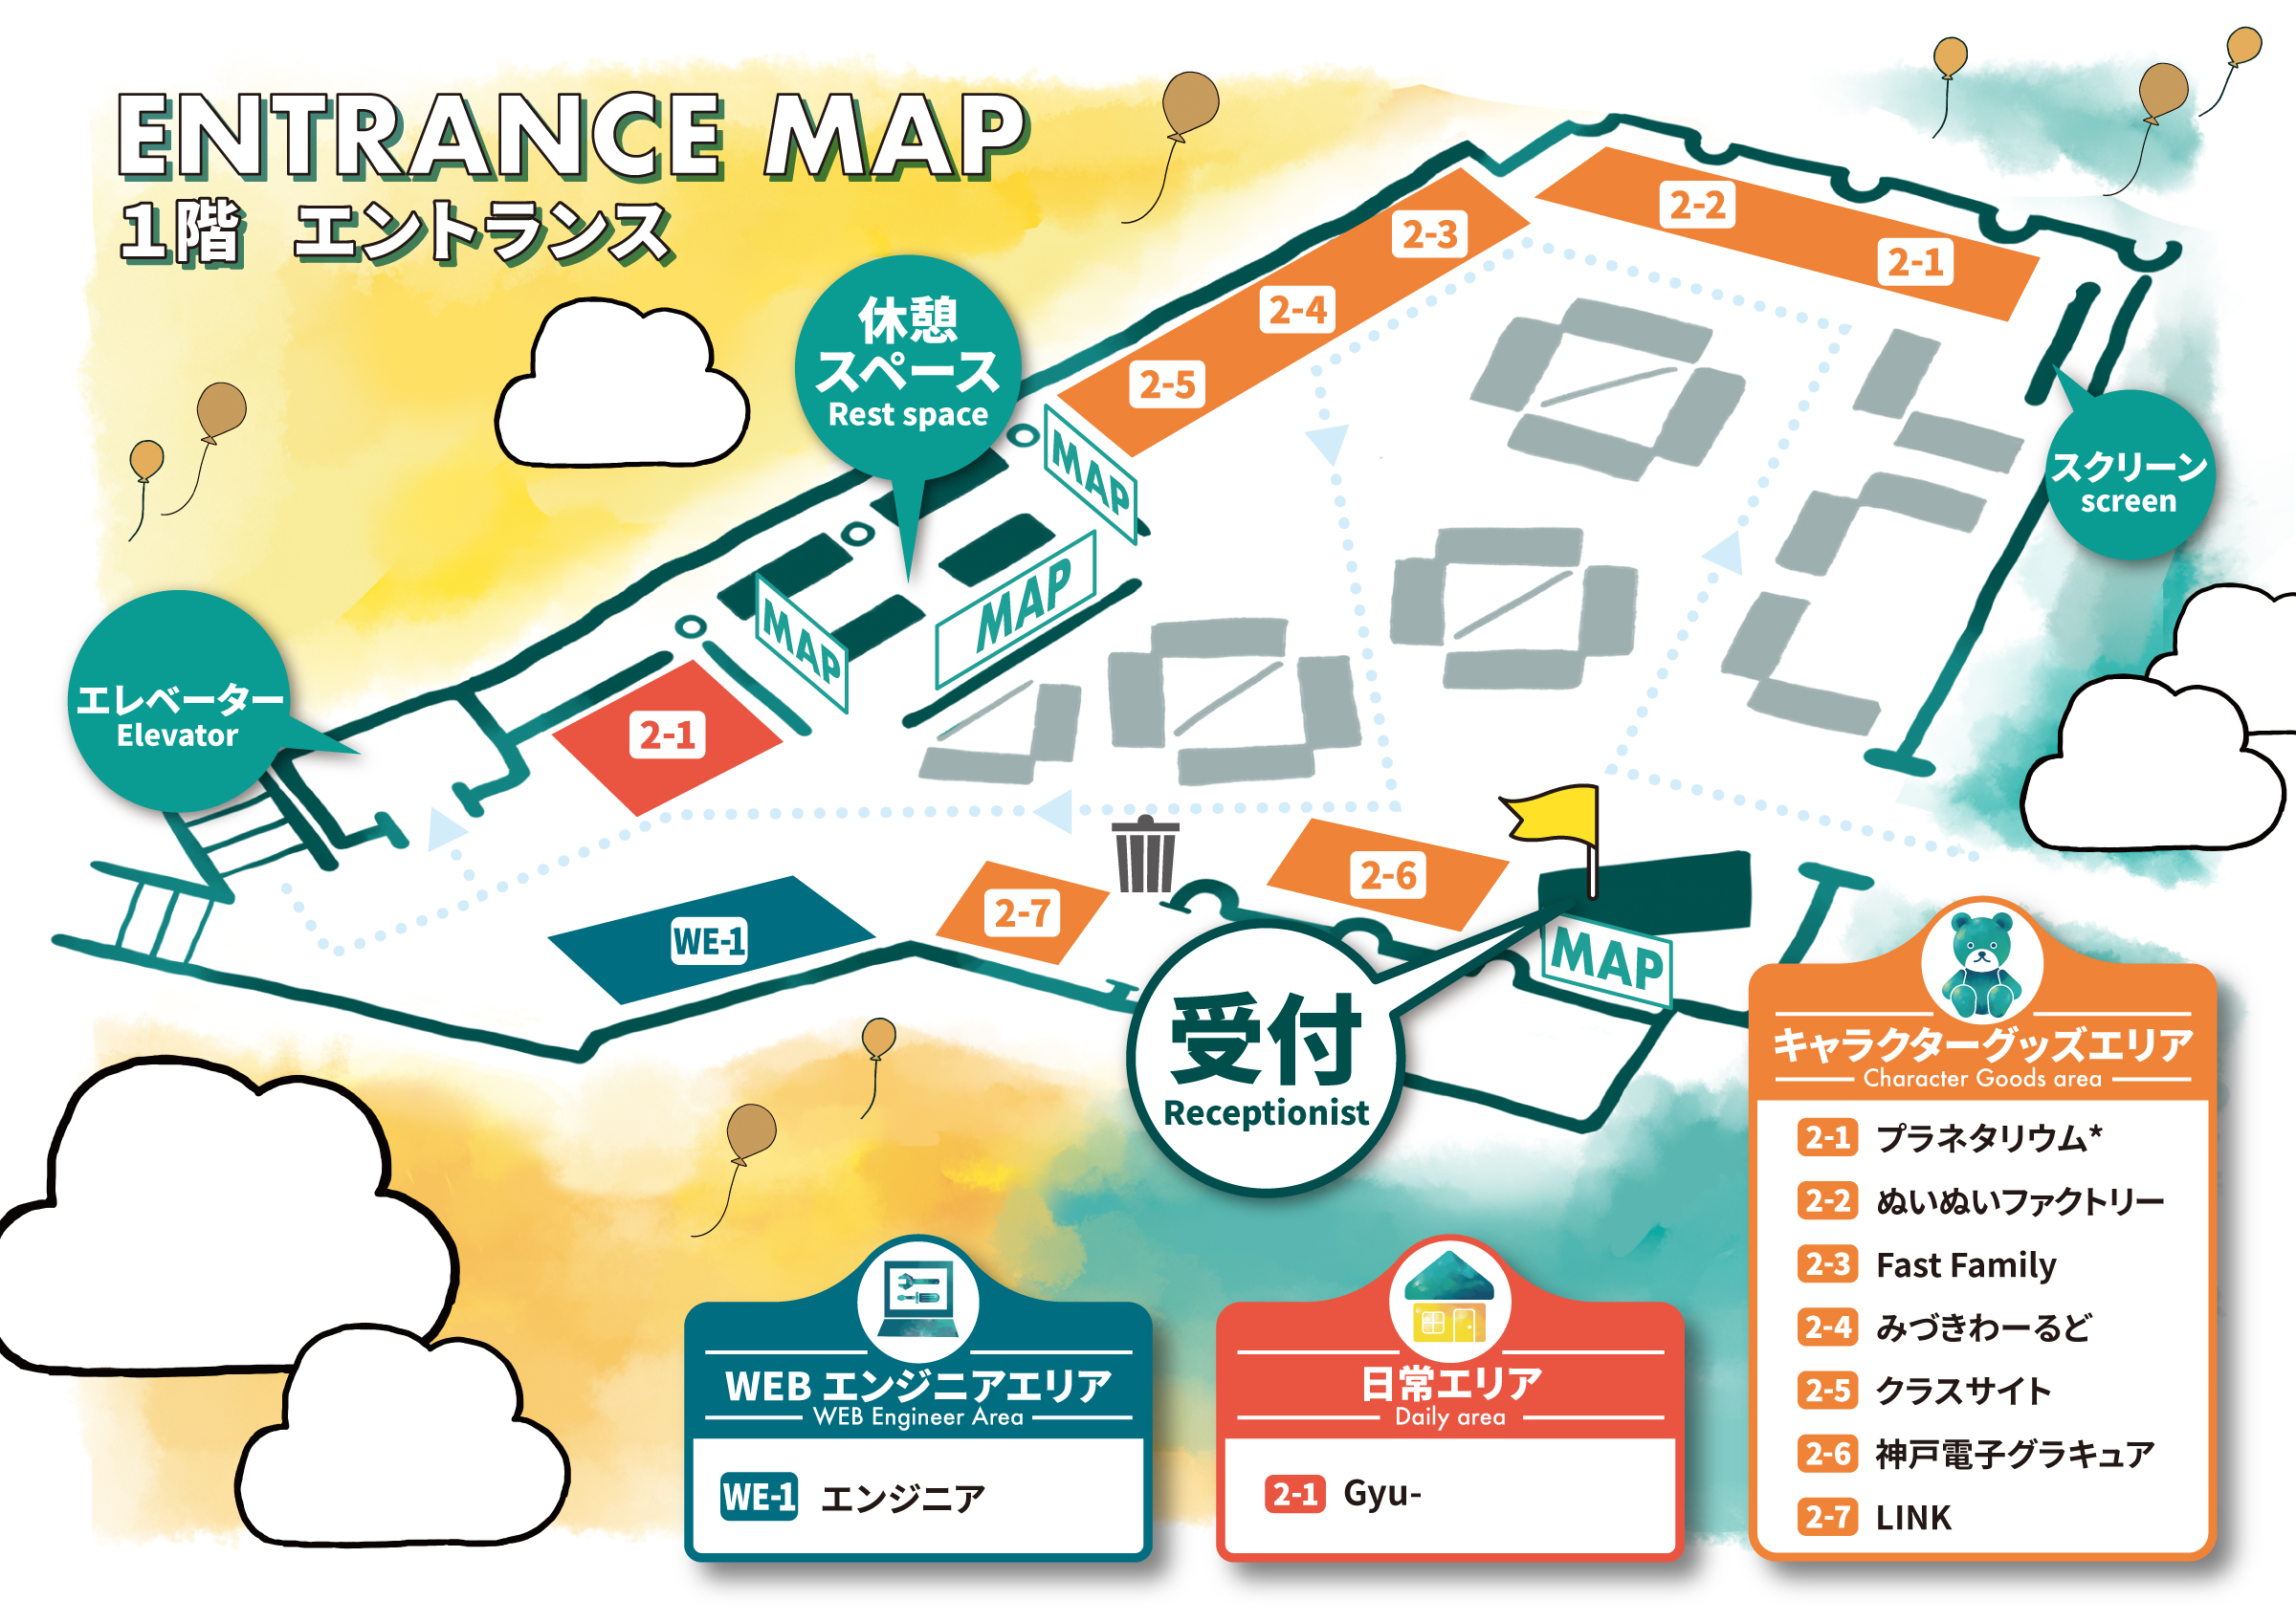 ENTRANCE MAP
1階 エントランス
休憩
スペース
Rest space
2-3
2-2
2-1
2-4
2-5
MAP
スクリーン
screen
MAP
MAP
エレベーター
Elevator
2-1
2-6
2-7
WE-1
MAP
受付
Receptionist
WEB エンジニアエリア
WEB Engineer Area
WE-1 エンジニア
日常エリア
Daily area
2-1 Gyu-
キャラクターグッズエリア
Character Goods area
2-1 プラネタリウム*
2-2 ぬいぬいファクトリー
2-3 Fast Family
2-4 みづきわーるど
2-5 クラスサイト
2-6 神戸電子グラキュア
2-7 LINK